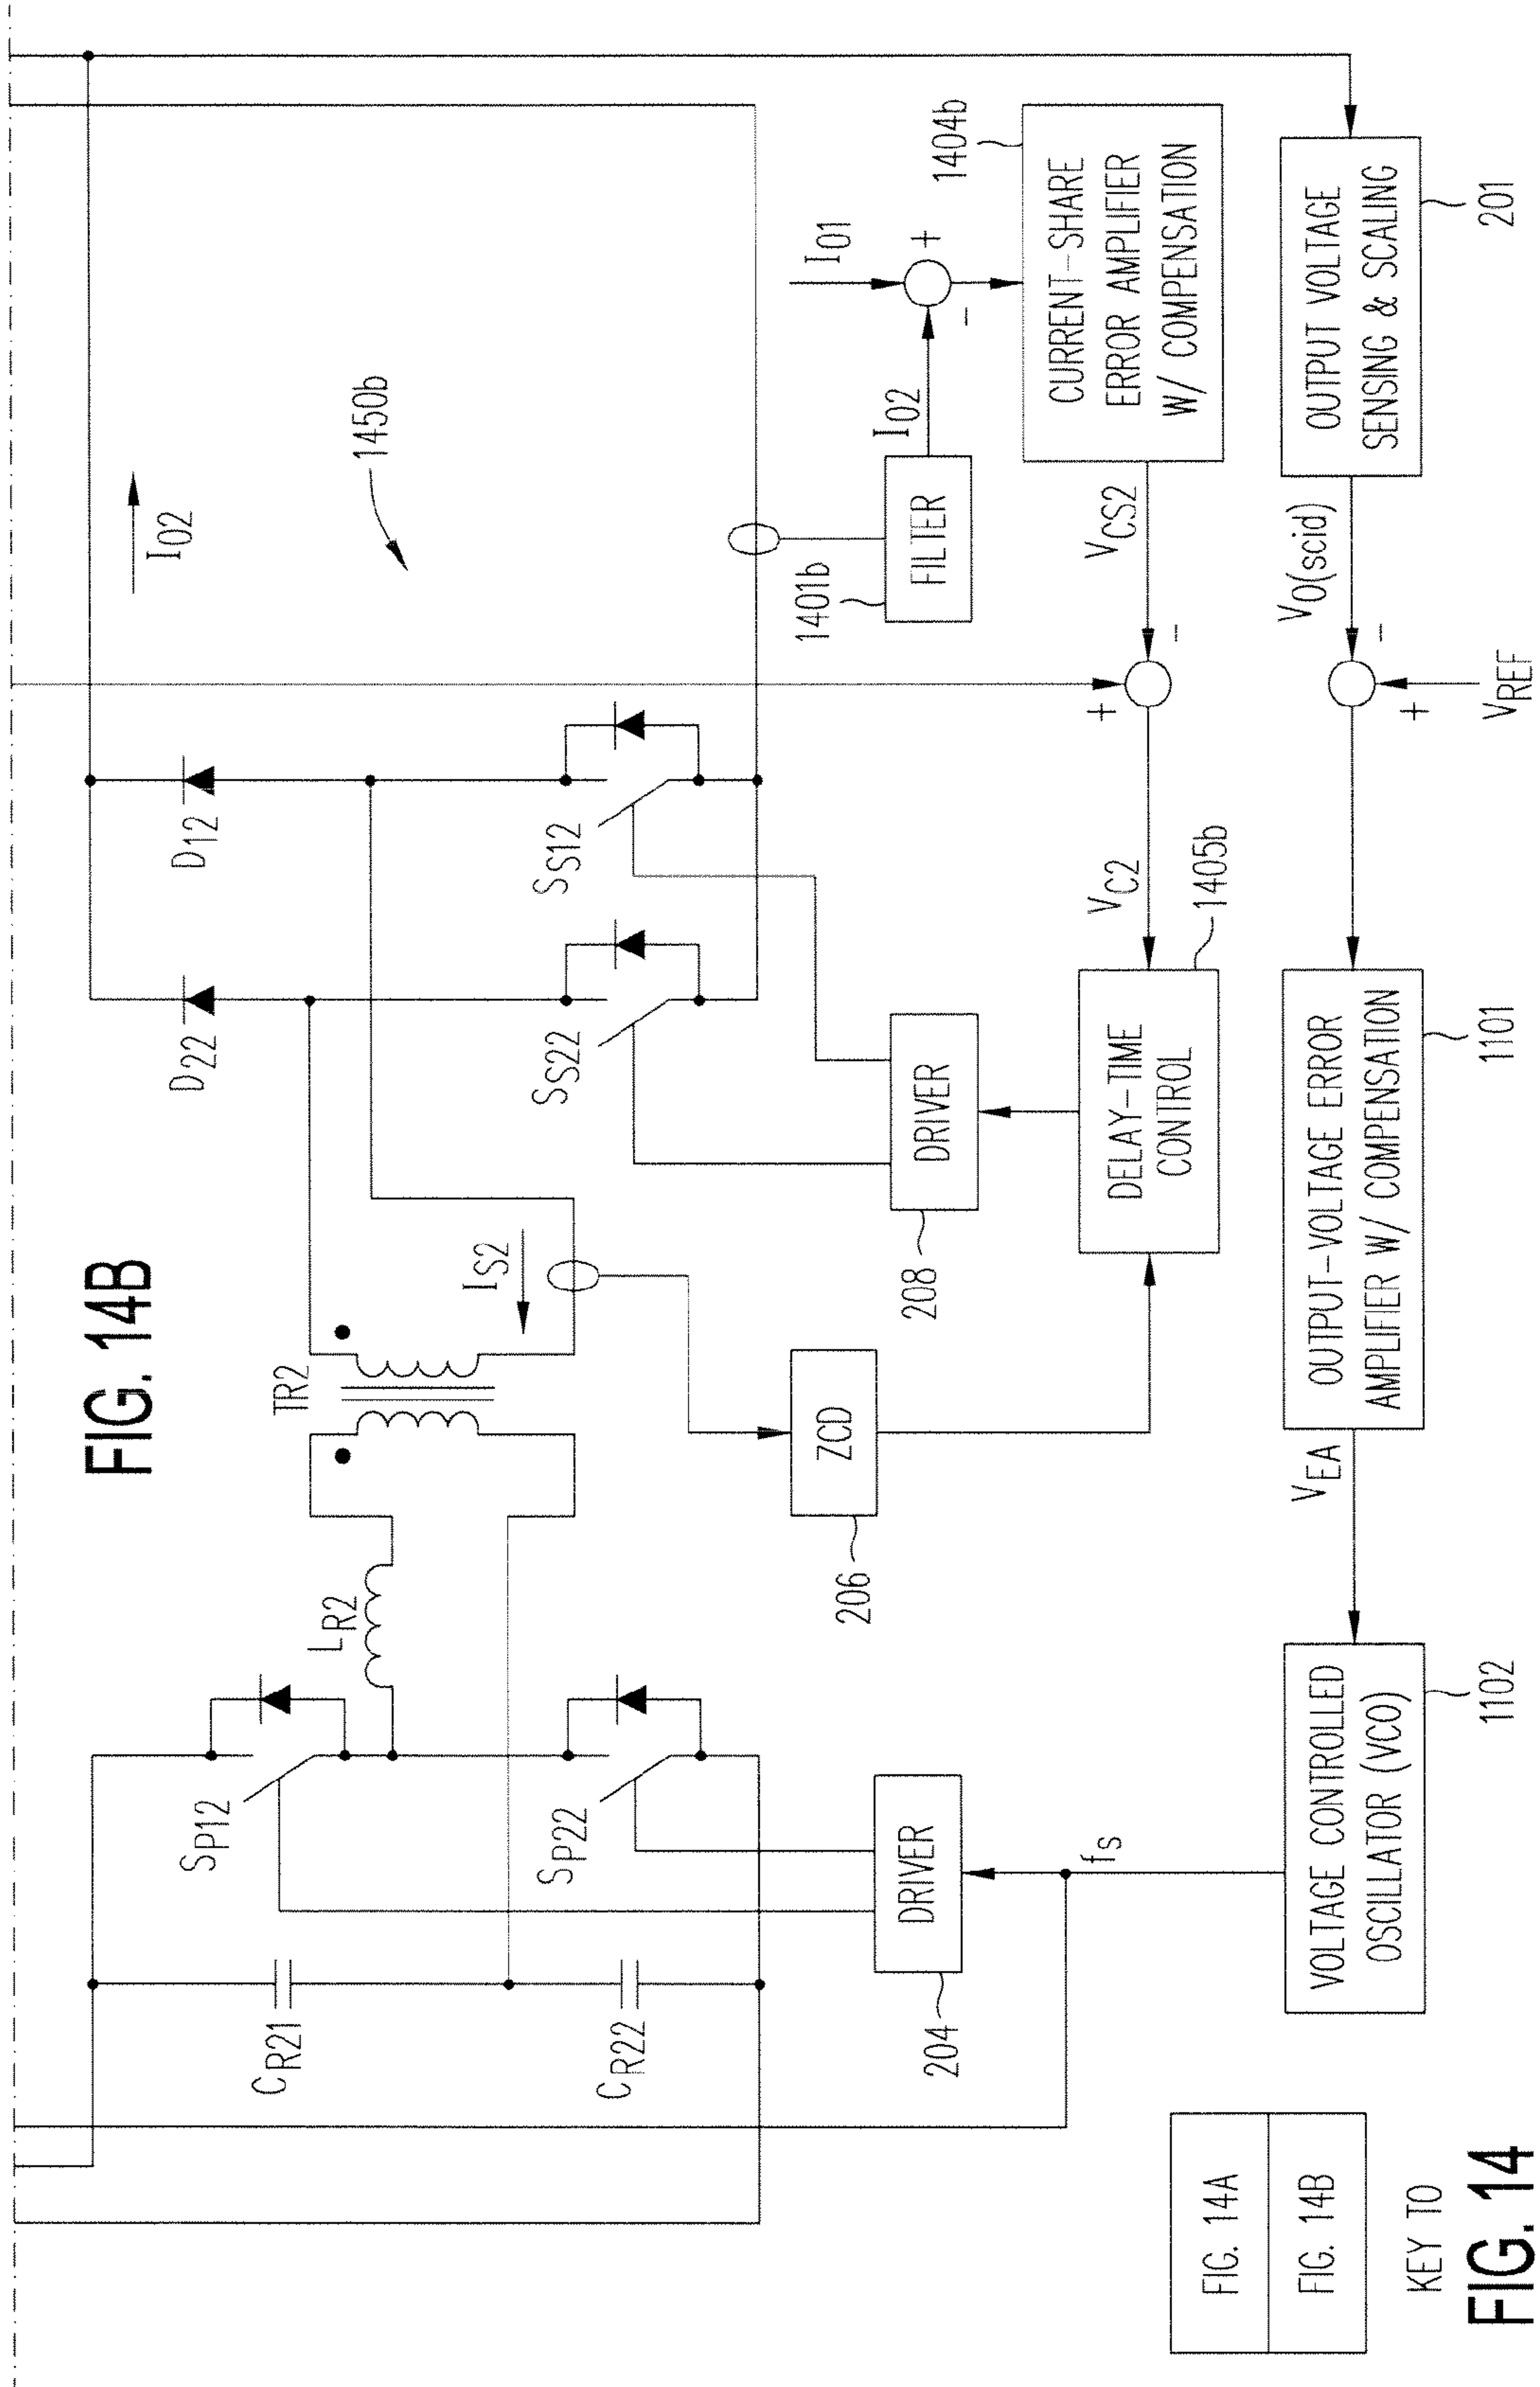 FIG. 14B
I02
1450b
D22
D12
TR2
LR2
SP12
SP22
CR21
CR22
IS2
SS22
SS12
I01
I02
1401b
FILTER
1404b
CURRENT-SHARE
ERROR AMPLIFIER
W/ COMPENSATION
VCS2
+
-
+
-
VC2
ZCD
206
DRIVER
208
DRIVER
204
fs
DELAY-TIME
CONTROL
1405b
VOLTAGE CONTROLLED
OSCILLATOR (VCO)
1102
VEA
OUTPUT-VOLTAGE ERROR
AMPLIFIER W/ COMPENSATION
1101
+
-
VREF
VO(scid)
OUTPUT VOLTAGE
SENSING & SCALING
201
FIG. 14A
FIG. 14B
KEY TO
FIG. 14